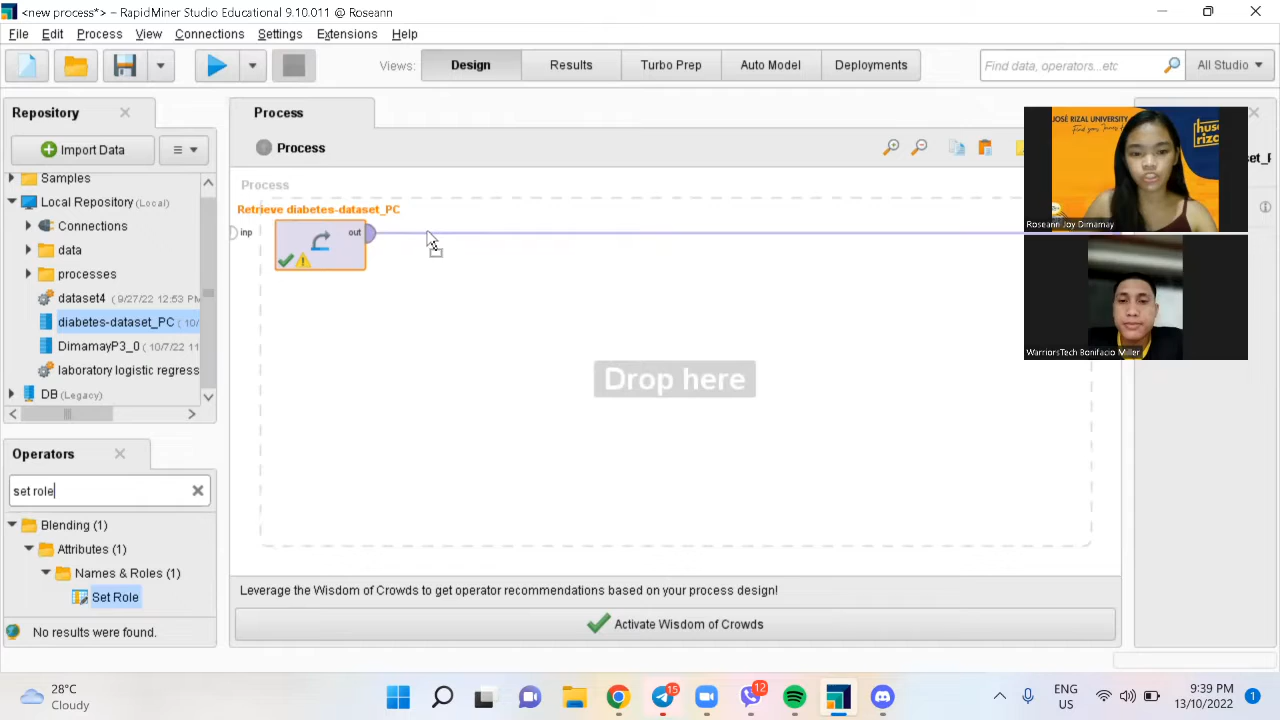 <new process*> – RapidMiner Studio Educational 9.10.011 @ Roseann
File Edit Process View Connections Settings Extensions Help
Views: Design Results Turbo Prep Auto Model Deployments
Find data, operators...etc
All Studio
Repository
Import Data
Samples
Local Repository (Local)
Connections
data
processes
dataset4 ( 9/27/22 12:53 PM
diabetes-dataset_PC ( 10/
DimamayP3_0 ( 10/7/22 11
laboratory logistic regress
DB (Legacy)
Operators
set role
Blending (1)
Attributes (1)
Names & Roles (1)
Set Role
No results were found.
Process
Process
Process
Retrieve diabetes-dataset_PC
inp
out
Drop here
Leverage the Wisdom of Crowds to get operator recommendations based on your process design!
Activate Wisdom of Crowds
JOSÉ RIZAL UNIVERSITY
Roseann Joy Dimamay
WarriorsTech Bonifacio Miller
28°C
Cloudy
15
12
ENG
US
9:39 PM
13/10/2022
1